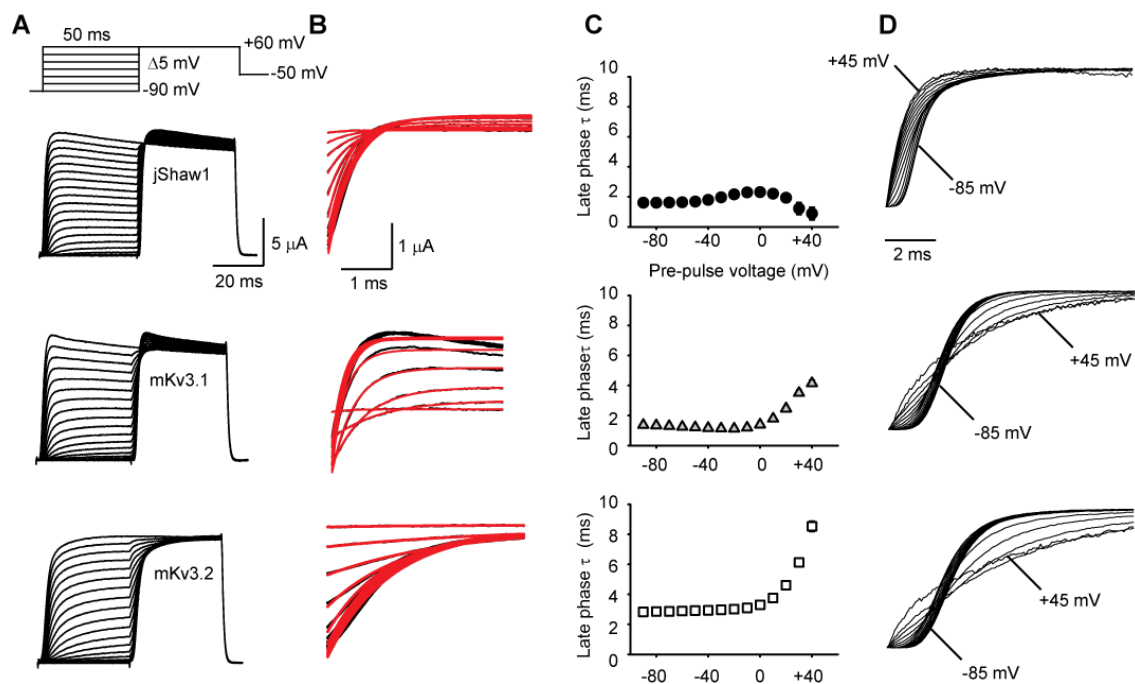 A
B
C
D
50 ms
+60 mV
Δ5 mV
-50 mV
-90 mV
jShaw1
5 µA
20 ms
1 µA
1 ms
Late phase τ (ms)
10
8
6
4
2
0
-80
-40
0
+40
Pre-pulse voltage (mV)
+45 mV
-85 mV
2 ms
mKv3.1
Late phase τ (ms)
10
8
6
4
2
0
-80
-40
0
+40
+45 mV
-85 mV
mKv3.2
Late phase τ (ms)
10
8
6
4
2
0
-80
-40
0
+40
+45 mV
-85 mV